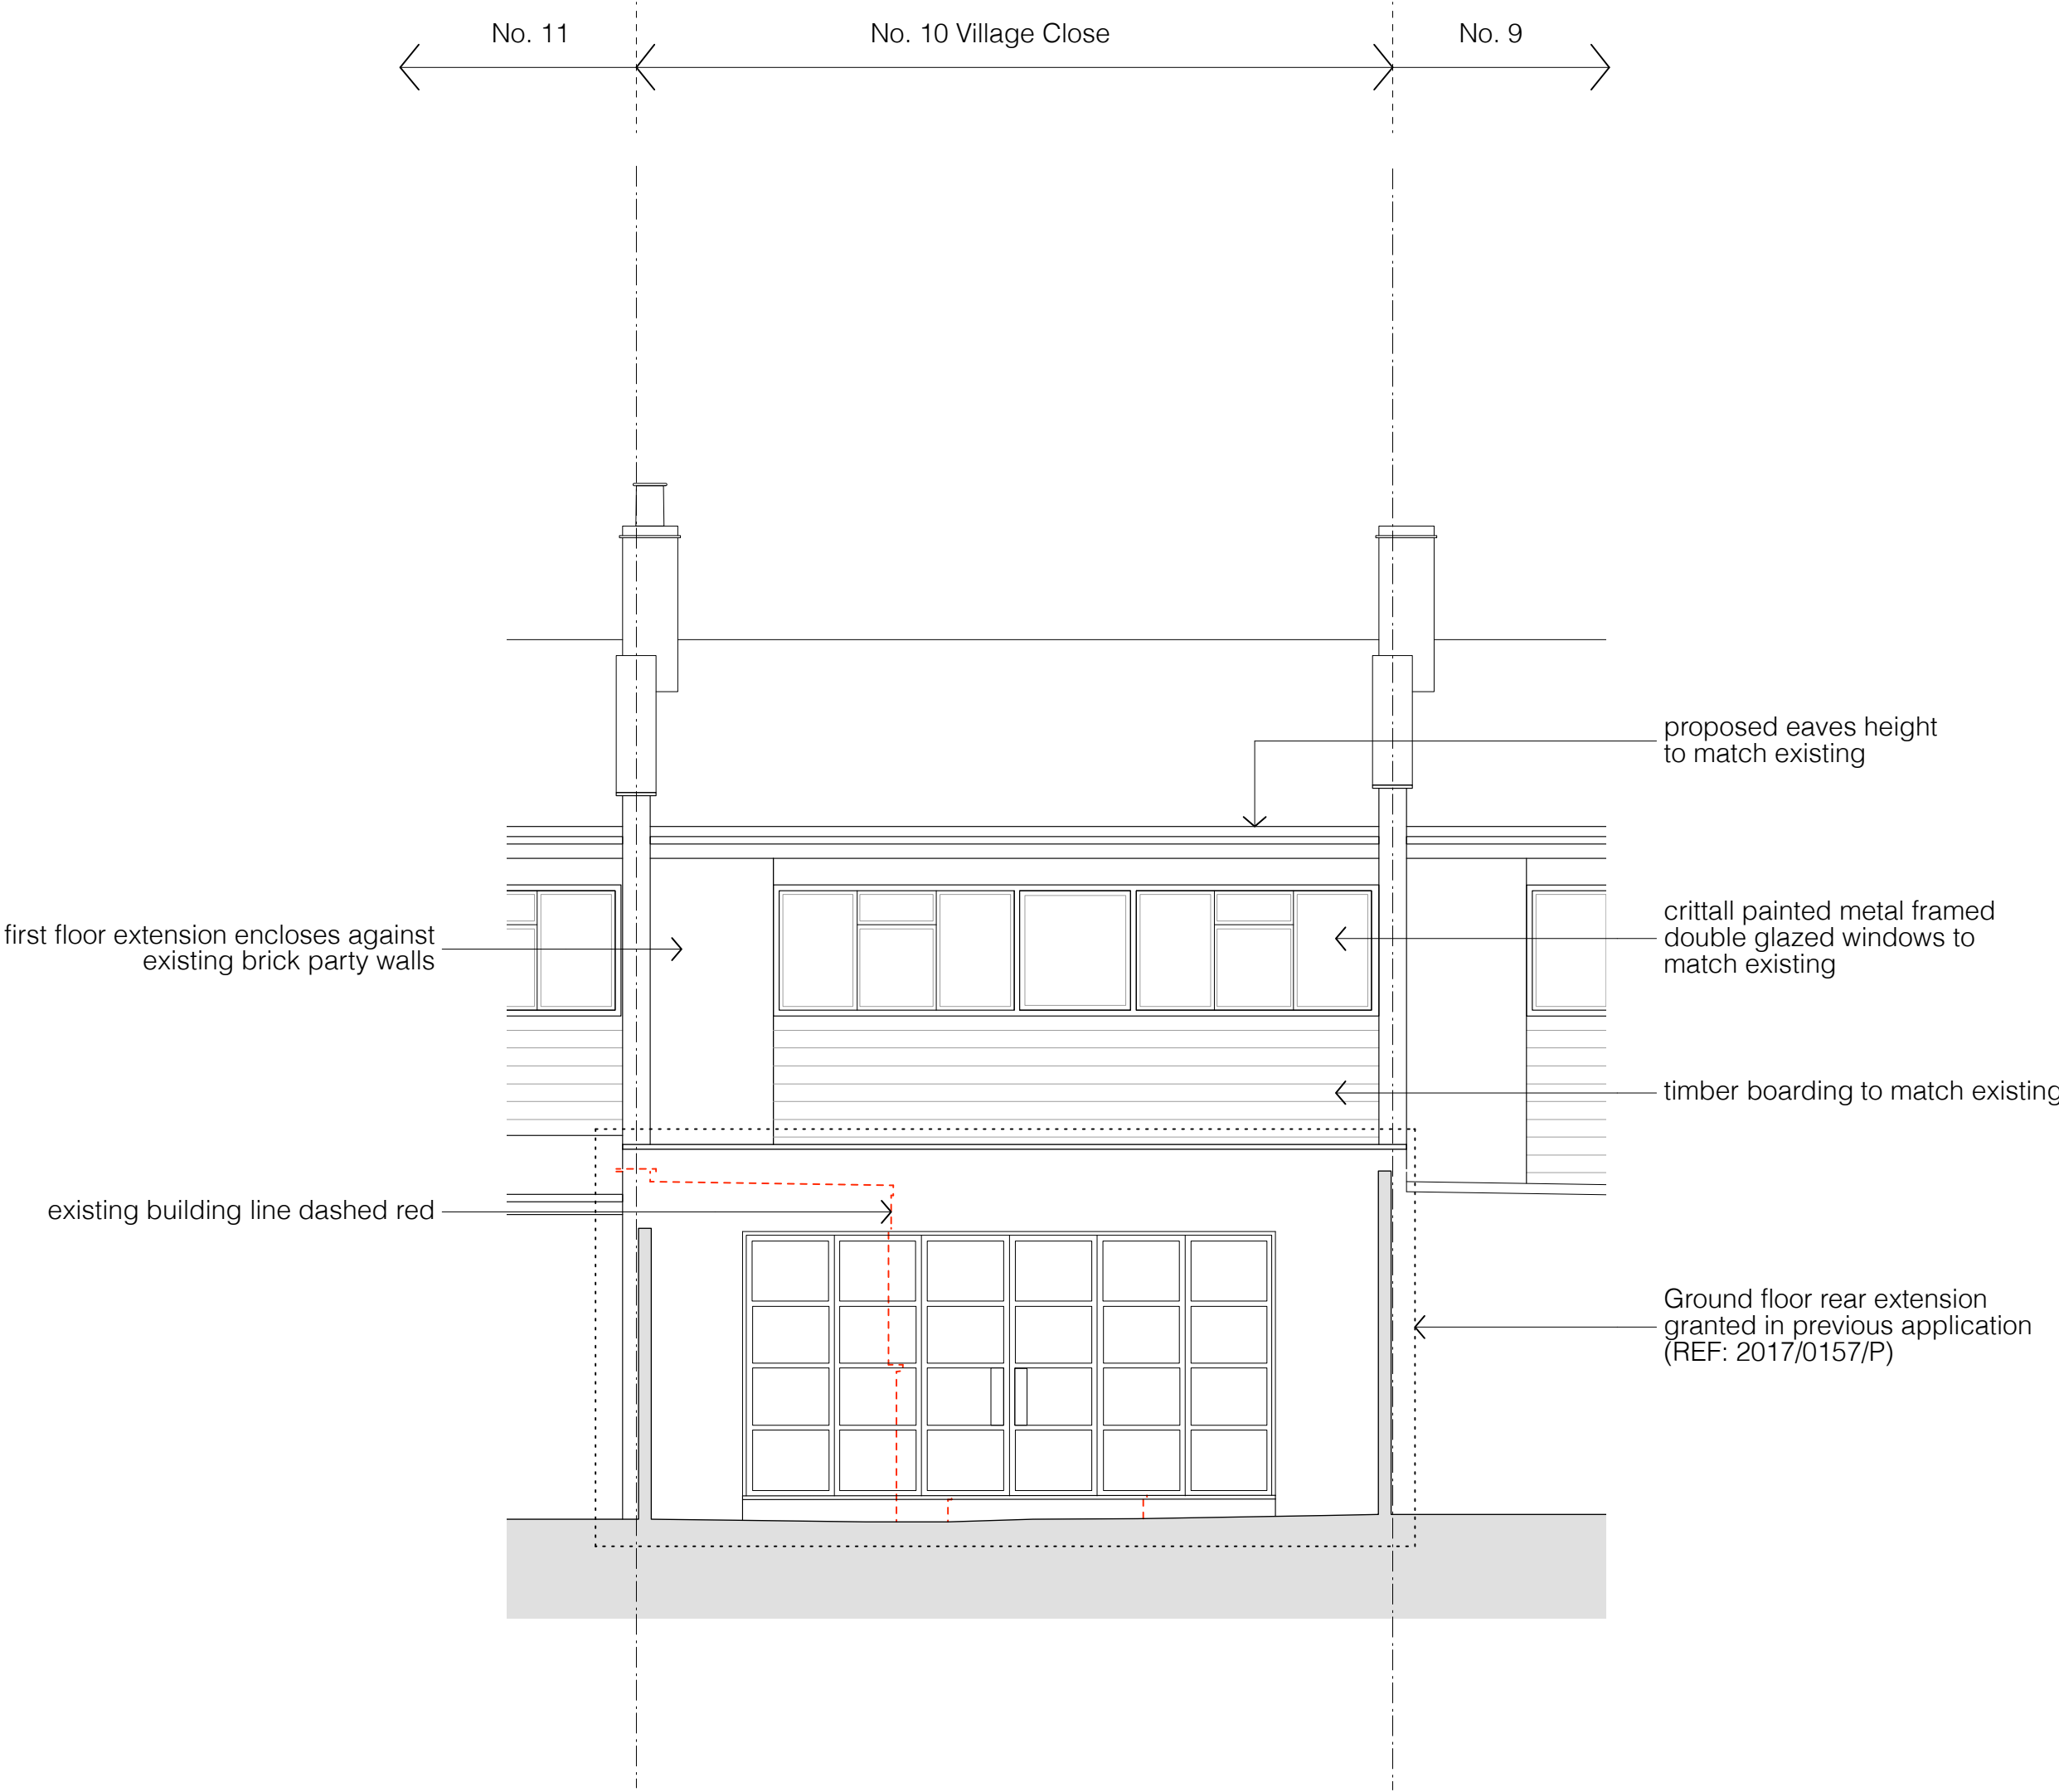 No. 11
No. 10 Village Close
No. 9
proposed eaves height
to match existing
first floor extension encloses against
existing brick party walls
crittall painted metal framed
double glazed windows to
match existing
timber boarding to match existing
existing building line dashed red
Ground floor rear extension
granted in previous application
(REF: 2017/0157/P)